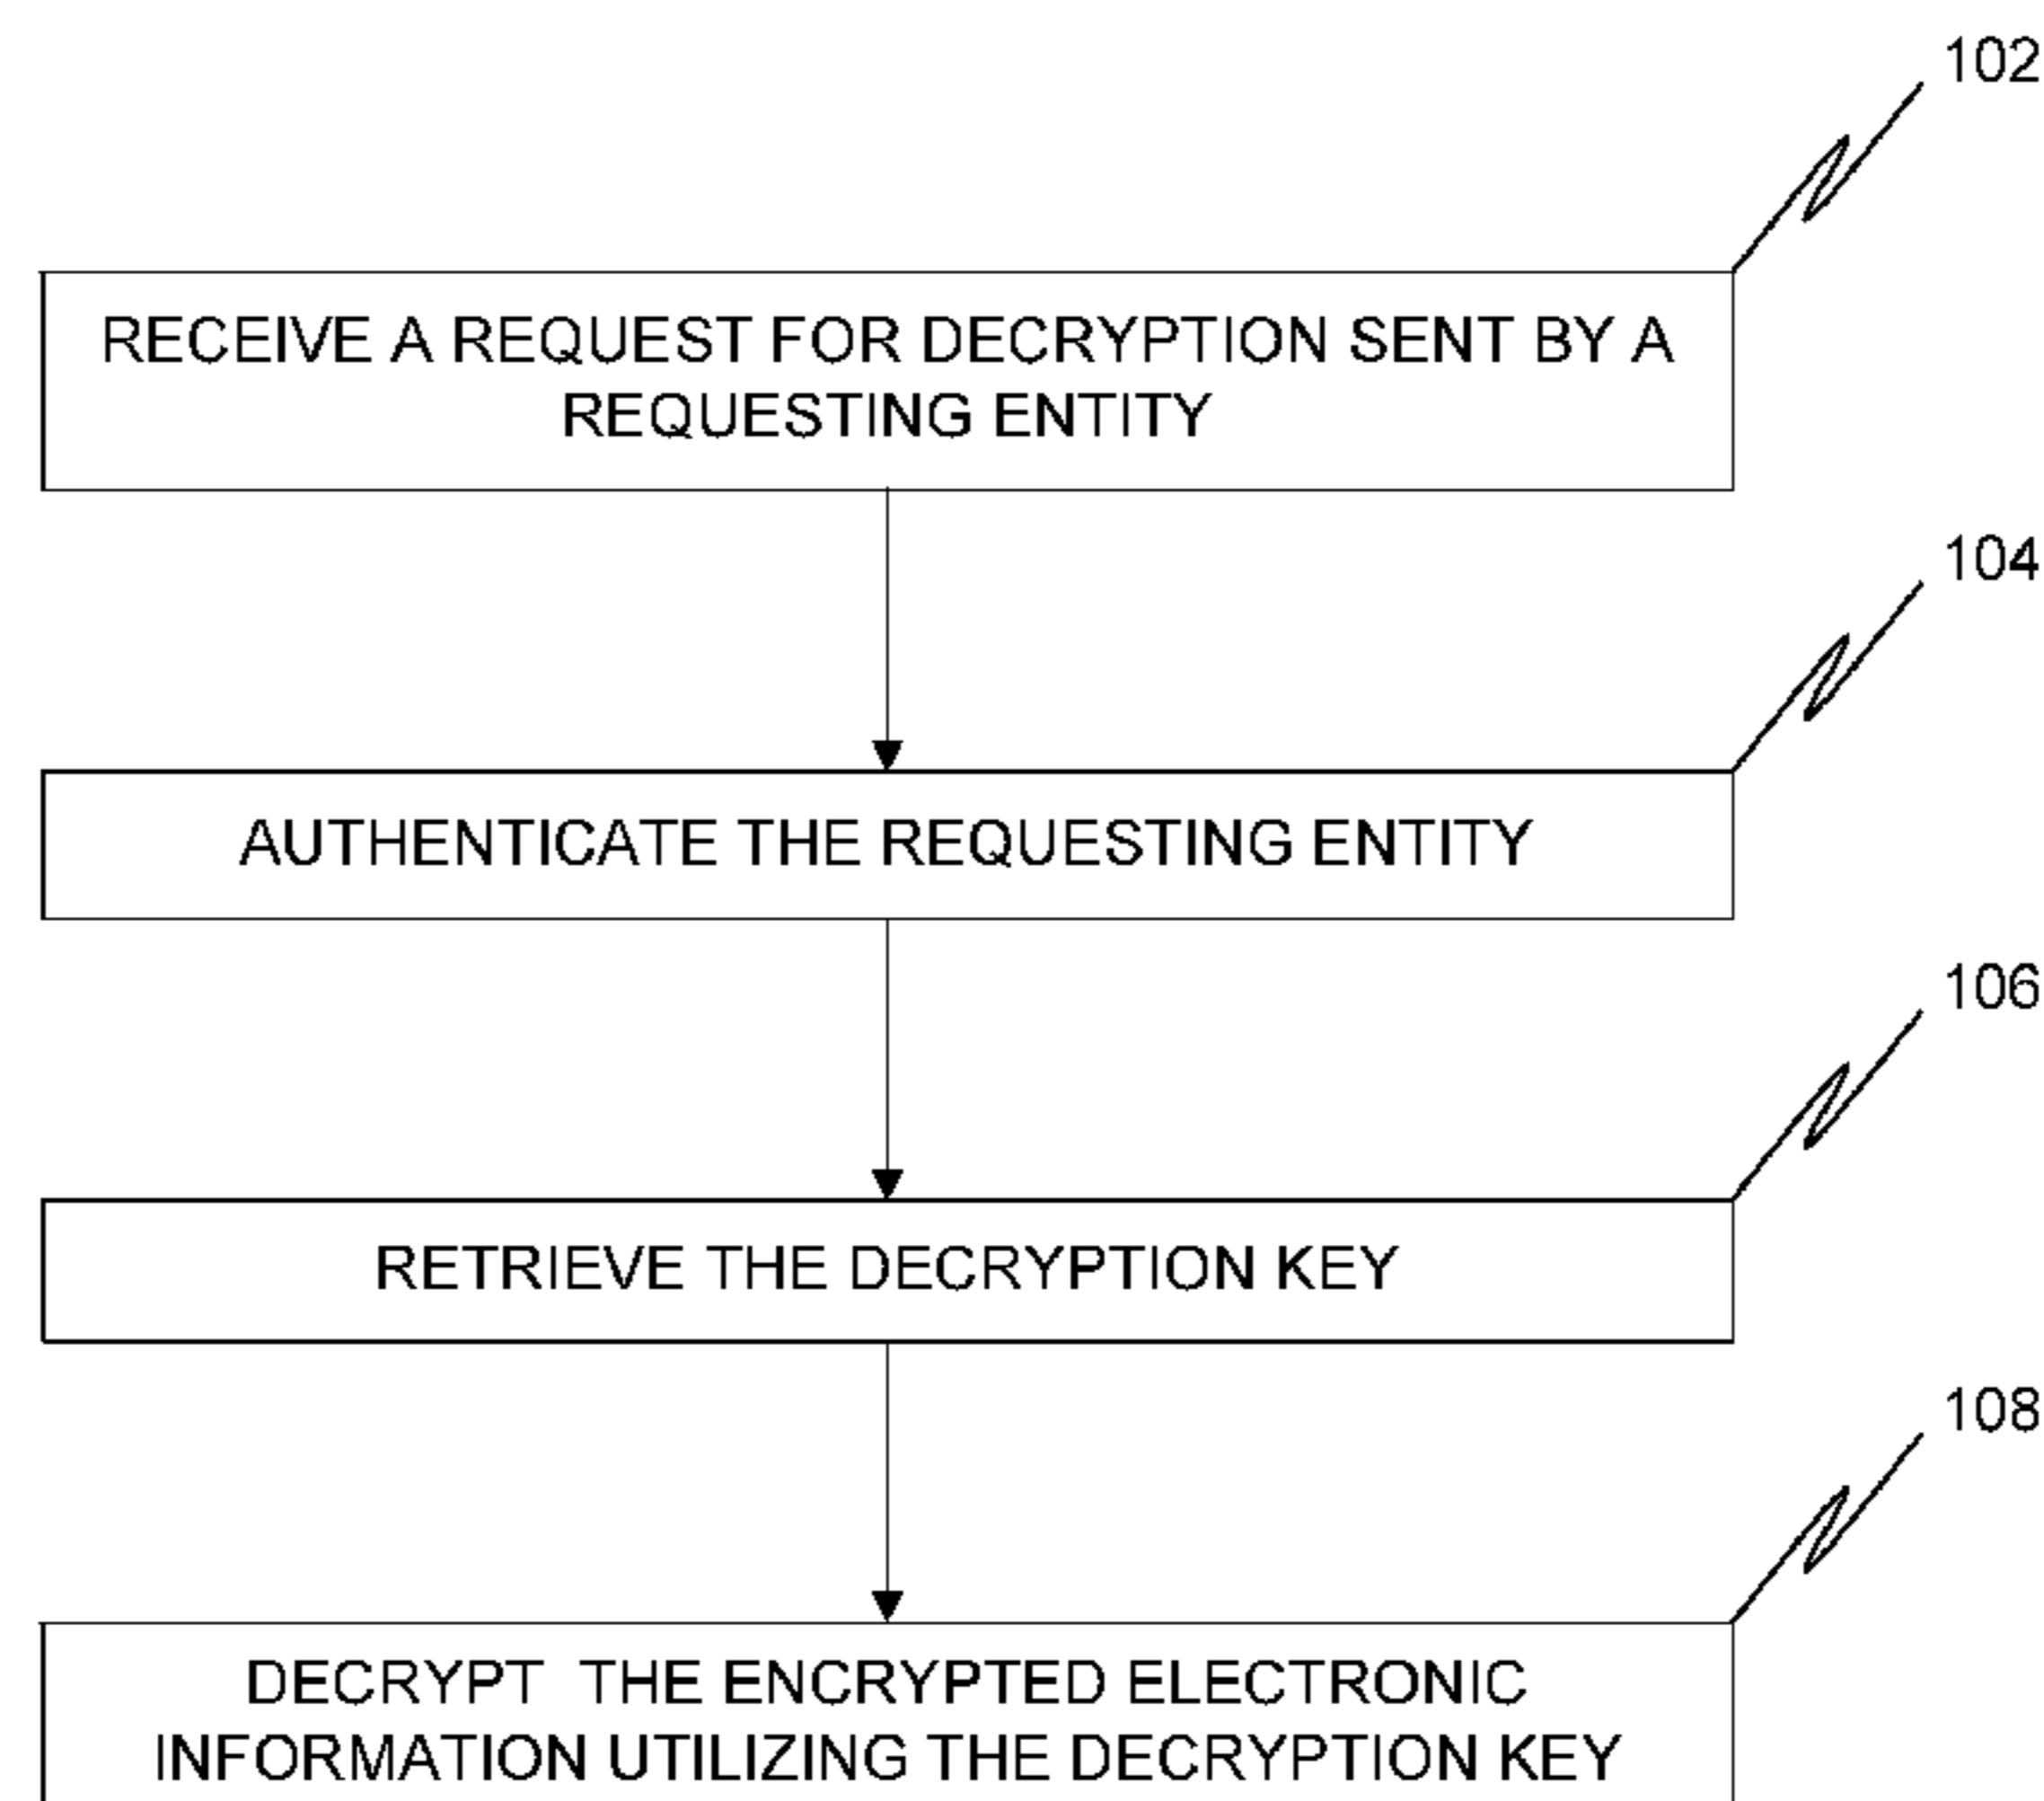 102
RECEIVE A REQUEST FOR DECRYPTION SENT BY A
REQUESTING ENTITY
104
AUTHENTICATE THE REQUESTING ENTITY
106
RETRIEVE THE DECRYPTION KEY
108
DECRYPT THE ENCRYPTED ELECTRONIC
INFORMATION UTILIZING THE DECRYPTION KEY